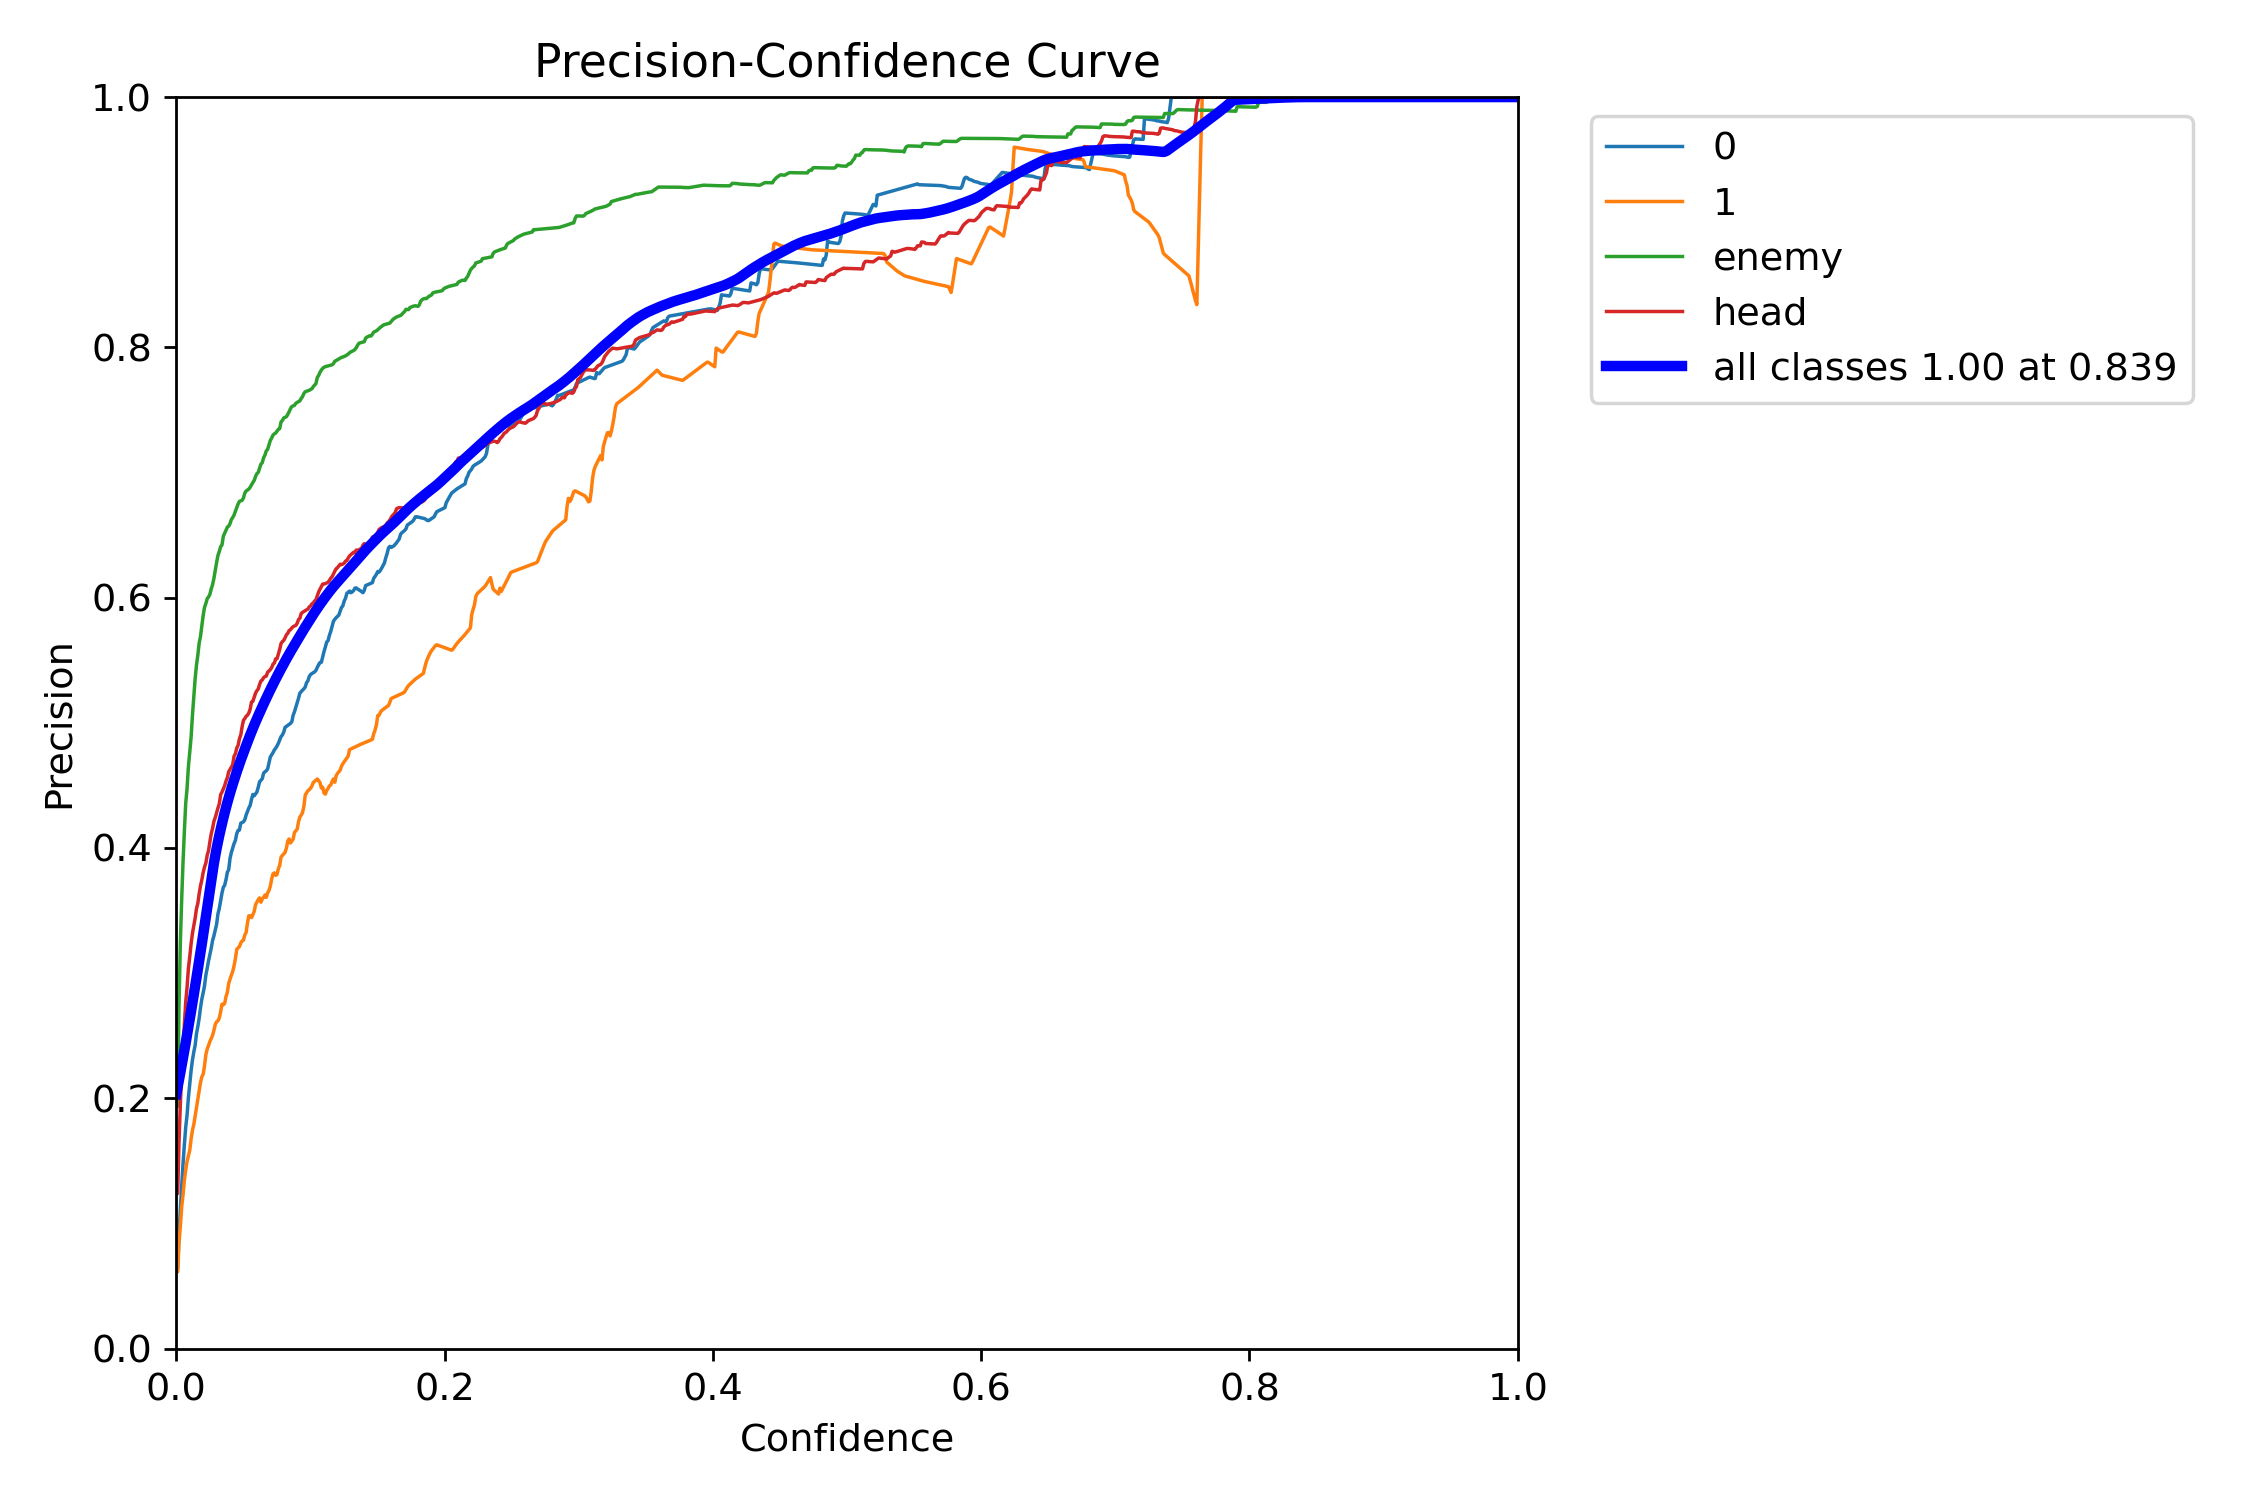 Precision-Confidence Curve
1.0
0.8
0.6
0.4
0.2
0.0
Precision
0.0 0.2 0.4 0.6 0.8 1.0
Confidence
0
1
enemy
head
all classes 1.00 at 0.839